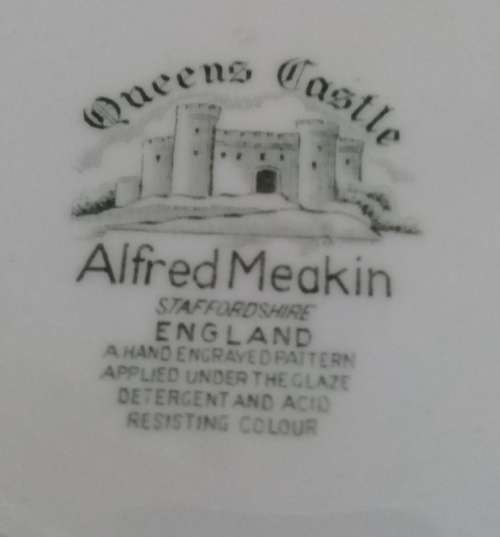 Queens Castle
Alfred Meakin
STAFFORDSHIRE
ENGLAND
A HAND ENGRAVED PATTERN
APPLIED UNDER THE GLAZE
DETERGENT AND ACID
RESISTING COLOUR